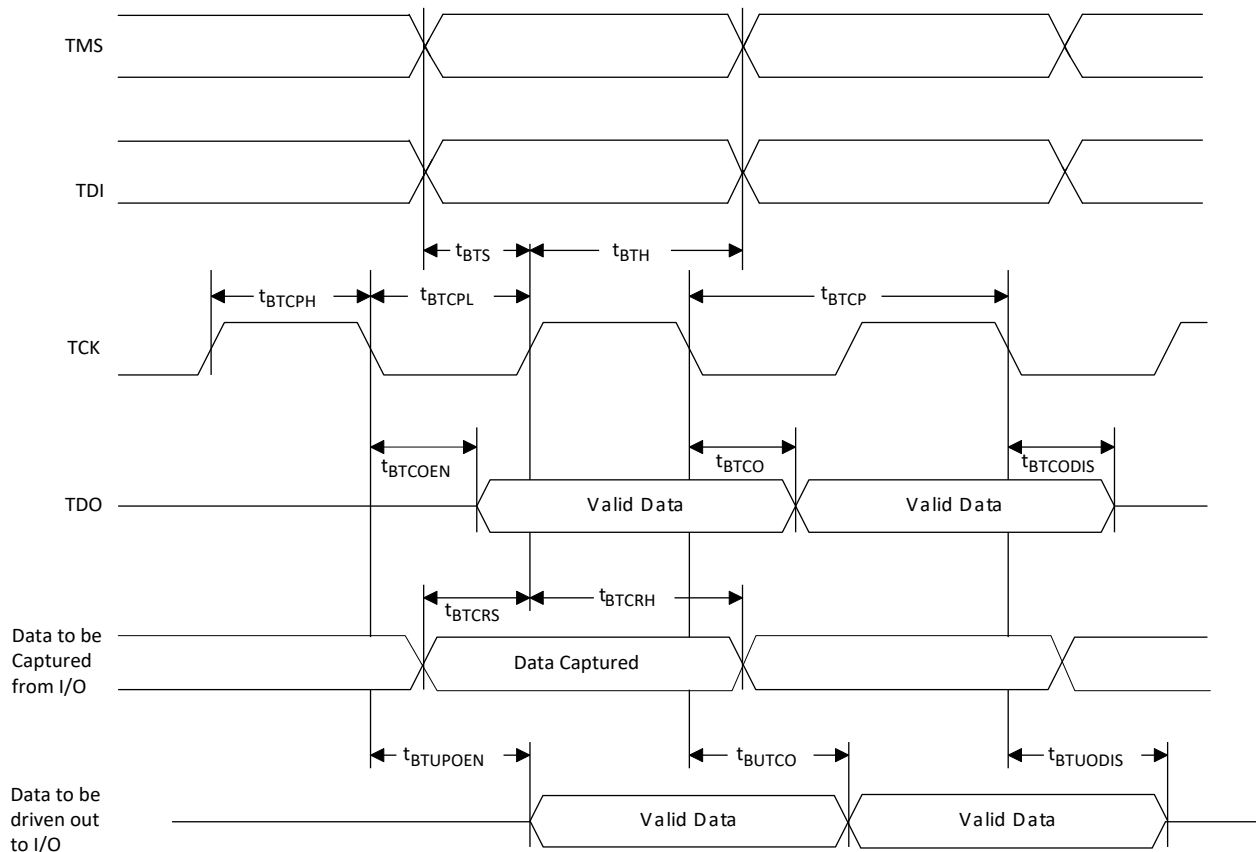 TMS
TDI
tBTS
tBTH
tBTCPH
tBTCPL
tBTCP
TCK
tBTCOEN
tBTCO
tBTCODIS
TDO
Valid Data
Valid Data
tBTCRS
tBTCRH
Data to be
Captured
from I/O
Data Captured
tBTUPOEN
tBUTCO
tBTUODIS
Data to be
driven out
to I/O
Valid Data
Valid Data